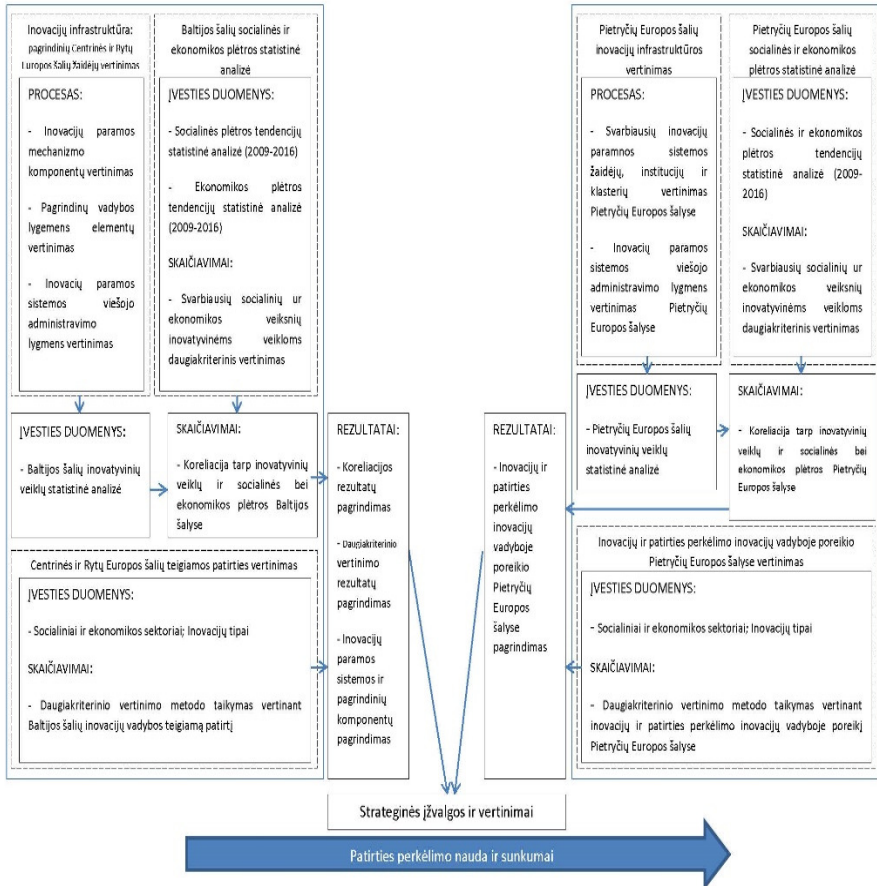 Inovacijų infrastruktūra:
pagrindinių Centrinės ir Rytų
Europos šalių žaidėjų vertinimas
PROCESAS:
- Inovacijų paramos
mechanizmo
komponentų vertinimas
- Pagrindinų vadybos
lygemens elementų
vertinimas
- Inovacių paramos
sistemos viešojo
administravimo
lygmens vertinimas
Baltijos šalių socialinės ir
ekonomikos plėtros statistinė
analizė
ĮVESTIES DUOMENYS:
- Socialinės plėtros tendencijų
statistinė analizė (2009-2016)
- Ekonomikos plėtros
tendencijų statistinė analizė
(2009-2016)
SKAIČIAVIMAI:
- Svarbiausių socialinių ur
ekonomikos veiksnių
inovatyvinėms veikloms
daugiakriterinis vertinimas
ĮVESTIES DUOMENYS:
- Baltijos šalių inovatyvinių
veiklų statistinė analizė
SKAIČIAVIMAI:
- Koreliacija tarp inovatyvinių
veiklų ir socialinės bei
ekonomikos plėtros Baltijos
šalyse
Centrinės ir Rytų Europos šalių teigiamos patirties vertinimas
ĮVESTIES DUOMENYS:
- Socialiniai ir ekonomikos sektoriai; Inovacijų tipai
SKAIČIAVIMAI:
- Daugiakriterinio vertinimo metodo taikymas vertinant
Baltijos šalių inovacijų vadybos teigiamą patirtį
REZULTATAI:
- Koreliacijos
rezultatų
pagrindimas
- Daugiakriterinio
vertinimo
rezultatų
pagrindimas
- Inovacijų
paramos
sistemos ir
pagrindinių
komponentų
pagrindimas
REZULTATAI:
- Inovacijų ir
patirties
perkėlimo
inovacijų
vadyboje
poreikio
Pietryčių
Europos
šalyse
pagrindimas
Pietryčių Europos šalių
inovacijų infrastruktūros
vertinimas
PROCESAS:
- Svarbiausių inovacijų
paramnos sistemos
žaidėjų, institucijų ir
klasterių vertinimas
Pietryčių Europos šalyse
- Inovacių paramos
sistemos viešojo
administravimo lygmens
vertinimas Pietryčių
Europos šalyse
Pietryčių Europos šalių
socialinės ir ekonomikos
plėtros statistinė analizė
ĮVESTIES DUOMENYS:
- Socialinės ir ekonomikos
plėtros tendencijų
statistinė analizė (2009-
2016)
SKAIČIAVIMAI:
- Svarbiausių socialinių ur
ekonomikos veiksnių
inovatyvinėms veikloms
daugiakriterinis vertinimas
ĮVESTIES DUOMENYS:
- Pietryčių Europos šalių
inovatyvinių veiklų
statistinė analizė
SKAIČIAVIMAI:
- Koreliacija tarp inovatyvinių
veiklų ir socialinės bei
ekonomikos plėtros Pietryčių
Europos šalyse
Inovacijų ir patirties perkėlimo inovacijų vadyboje poreikio
Pietryčių Europos šalyse vertinimas
ĮVESTIES DUOMENYS:
- Socialiniai ir ekonomikos sektoriai; Inovacijų tipai
SKAIČIAVIMAI:
- Daugiakriterinio vertinimo metodo taikymas vertinant
inovacijų ir patirties perkėlimo inovacijų vadyboje poreikį
Pietryčių Europos šalyse
Strateginės įžvalgos ir vertinimai
Patirties perkėlimo nauda ir sunkumai